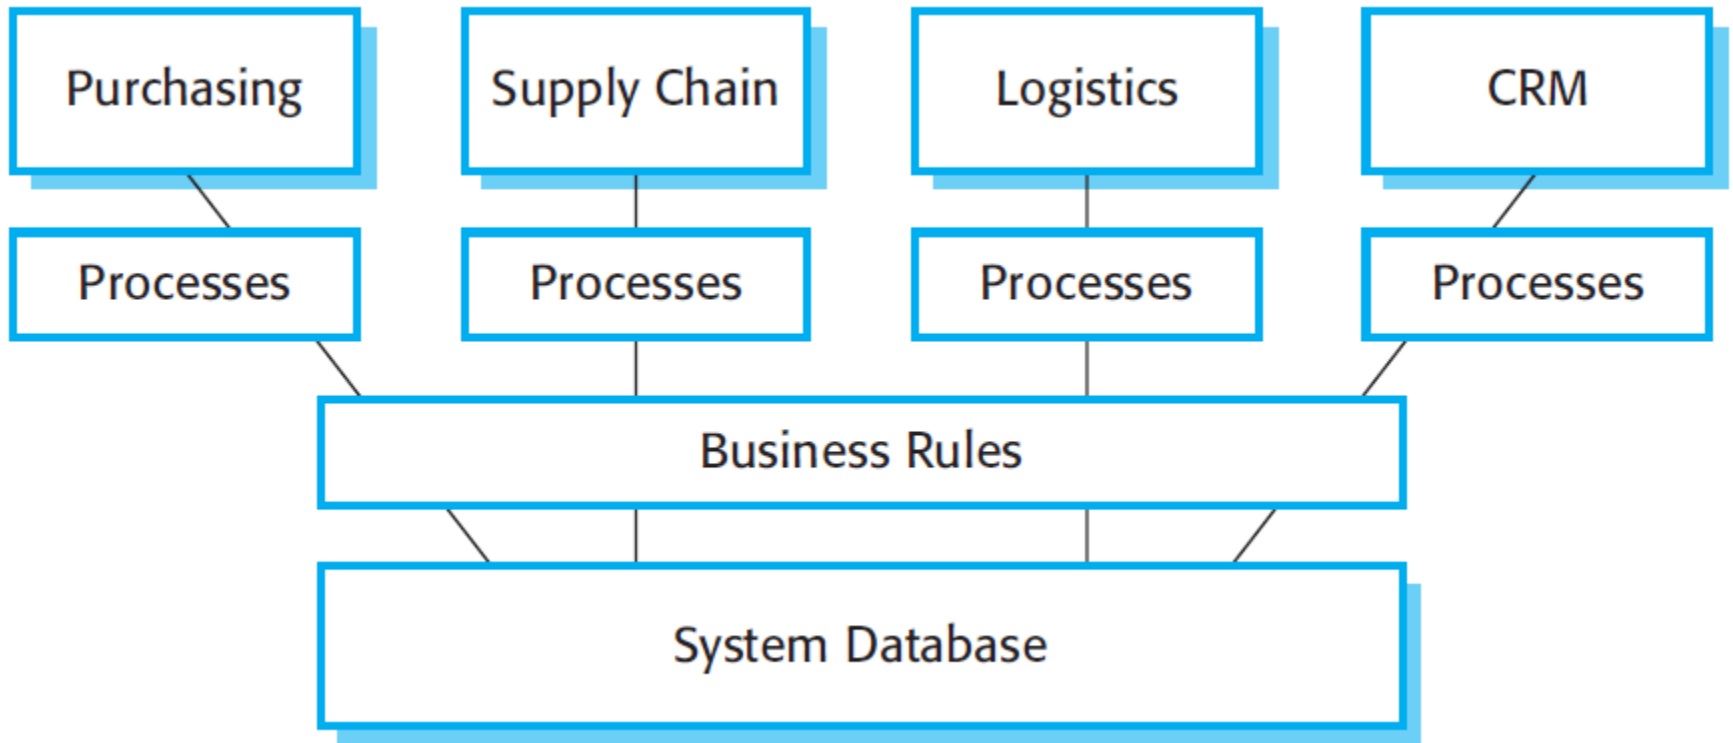 Purchasing
Supply Chain
Logistics
CRM
Processes
Processes
Processes
Processes
Business Rules
System Database